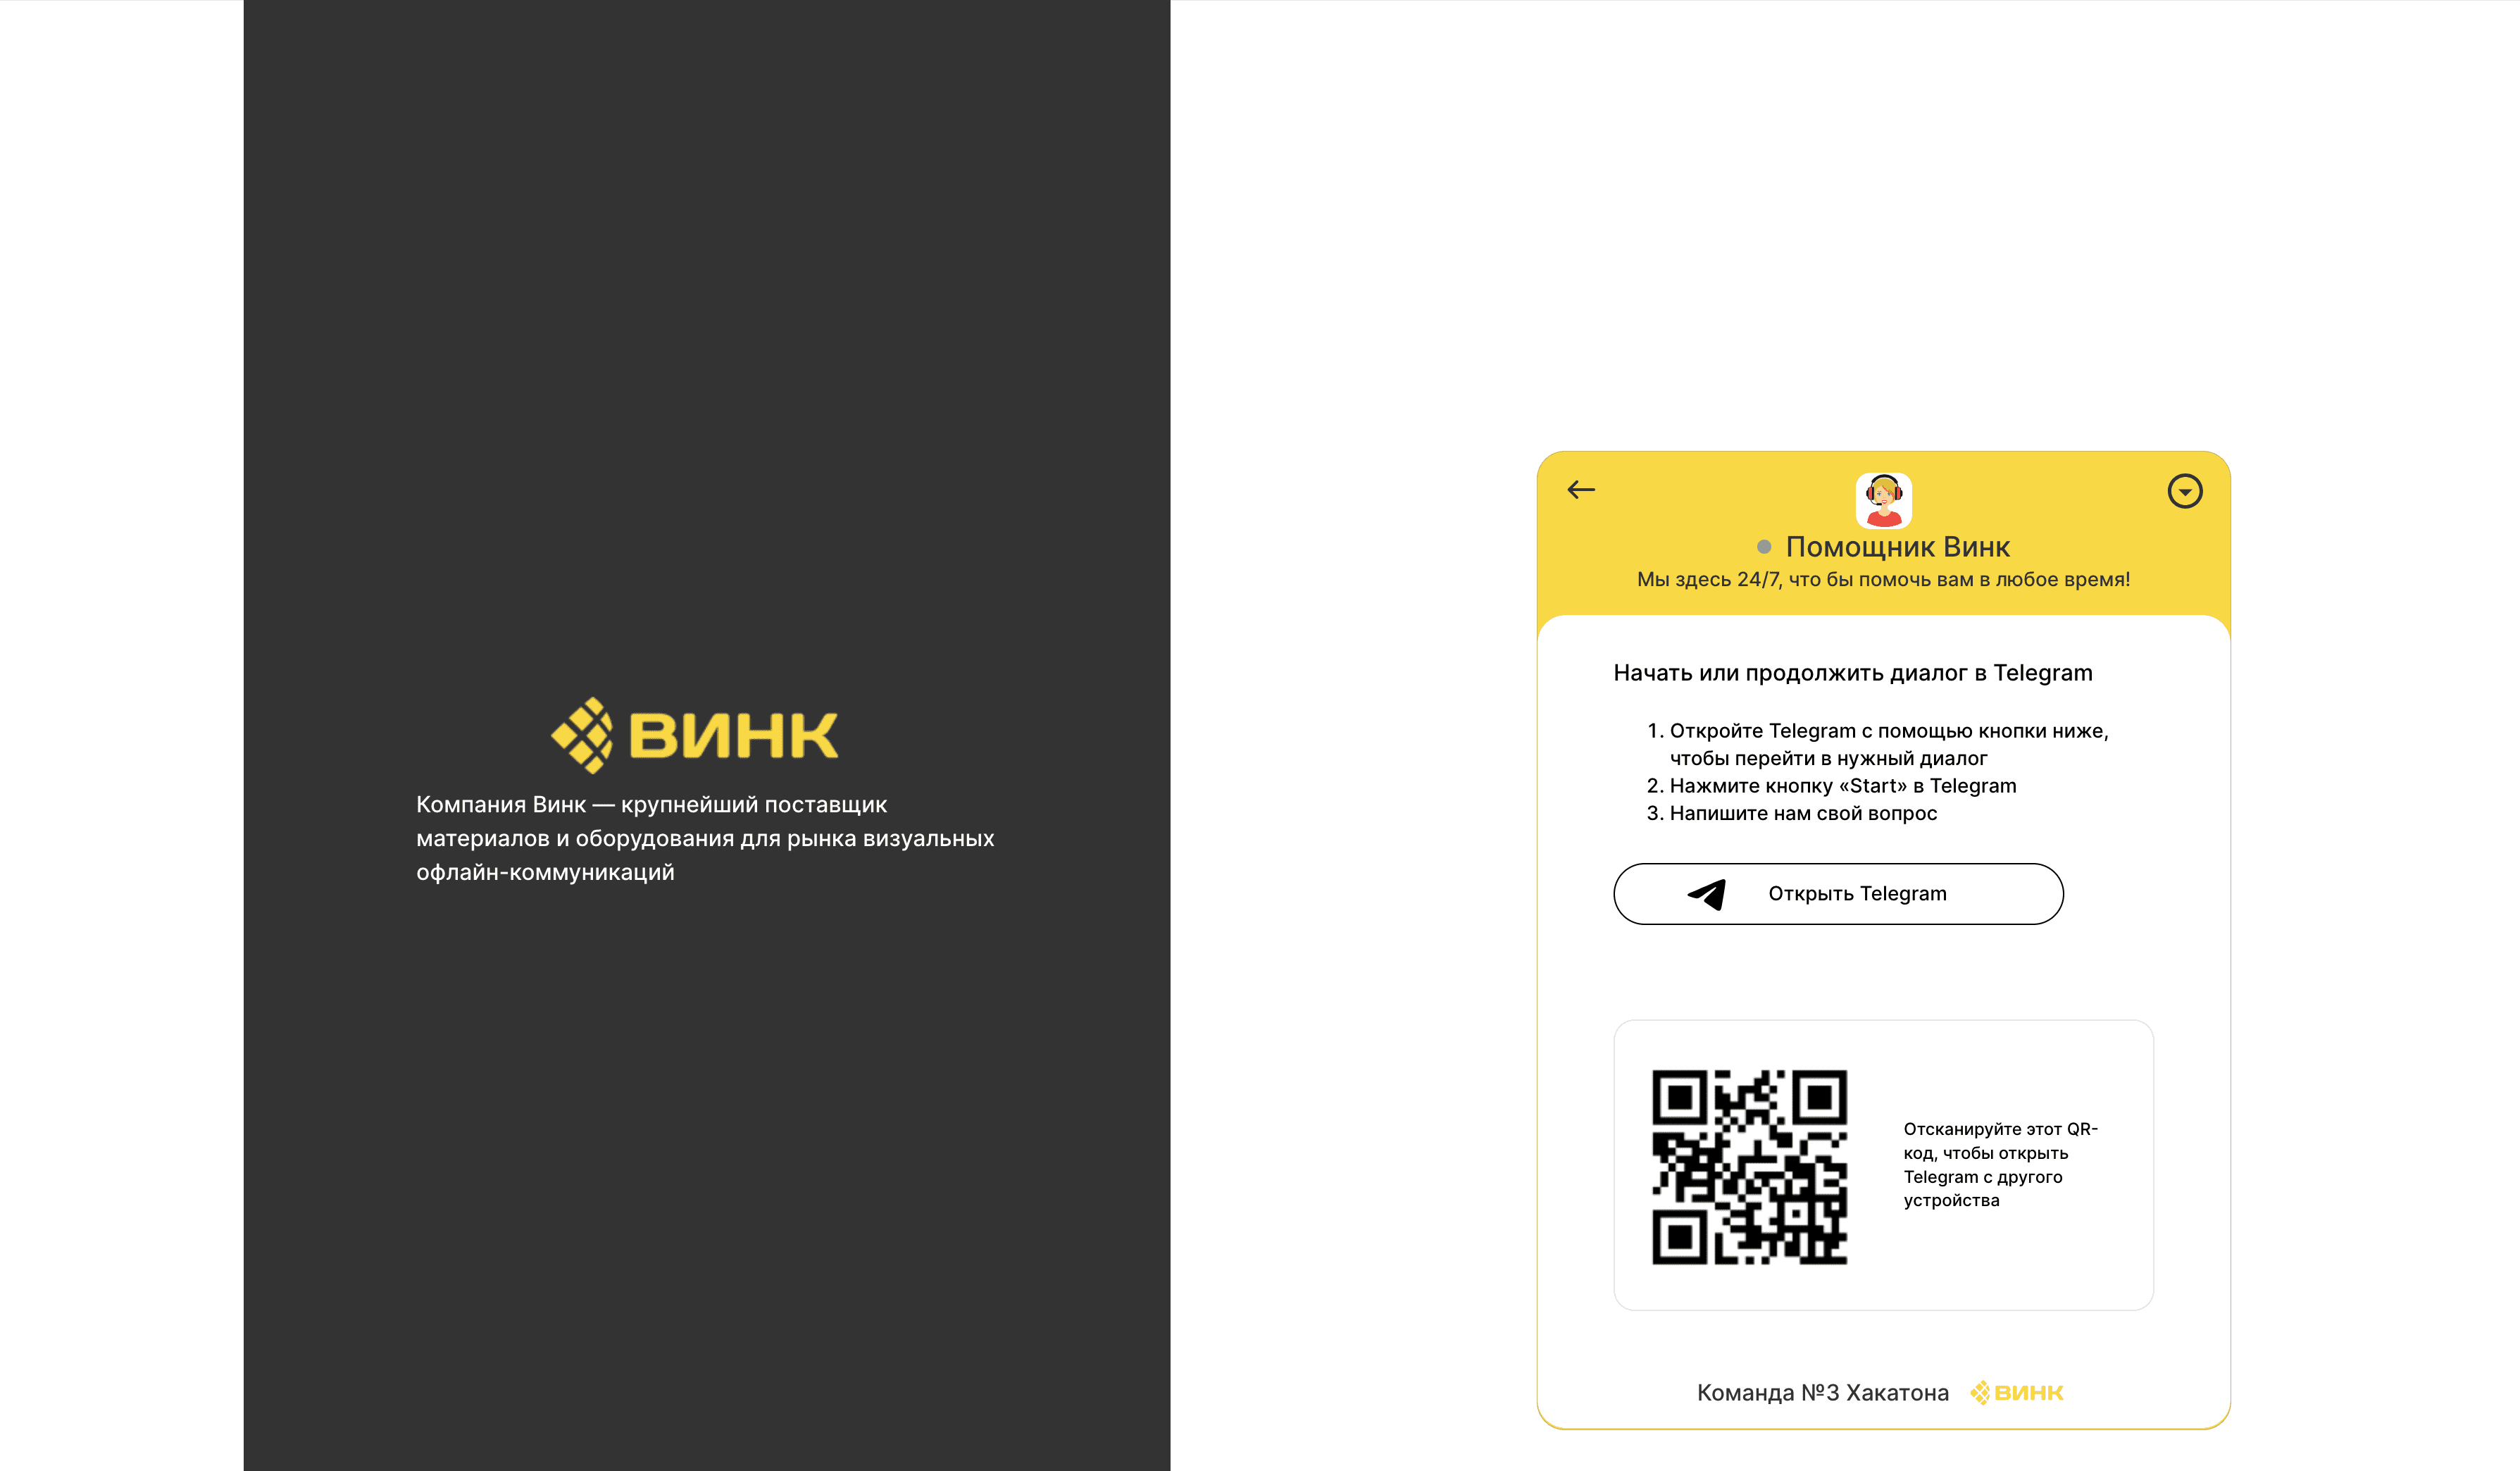 ВИНК
Компания Винк — крупнейший поставщик
материалов и оборудования для рынка визуальных
офлайн-коммуникаций
Помощник Винк
Мы здесь 24/7, что бы помочь вам в любое время!
Начать или продолжить диалог в Telegram
1. Откройте Telegram с помощью кнопки ниже,
чтобы перейти в нужный диалог
2. Нажмите кнопку «Start» в Telegram
3. Напишите нам свой вопрос
Открыть Telegram
Отсканируйте этот QR-
код, чтобы открыть
Telegram с другого
устройства
Команда №3 Хакатона ВИНК